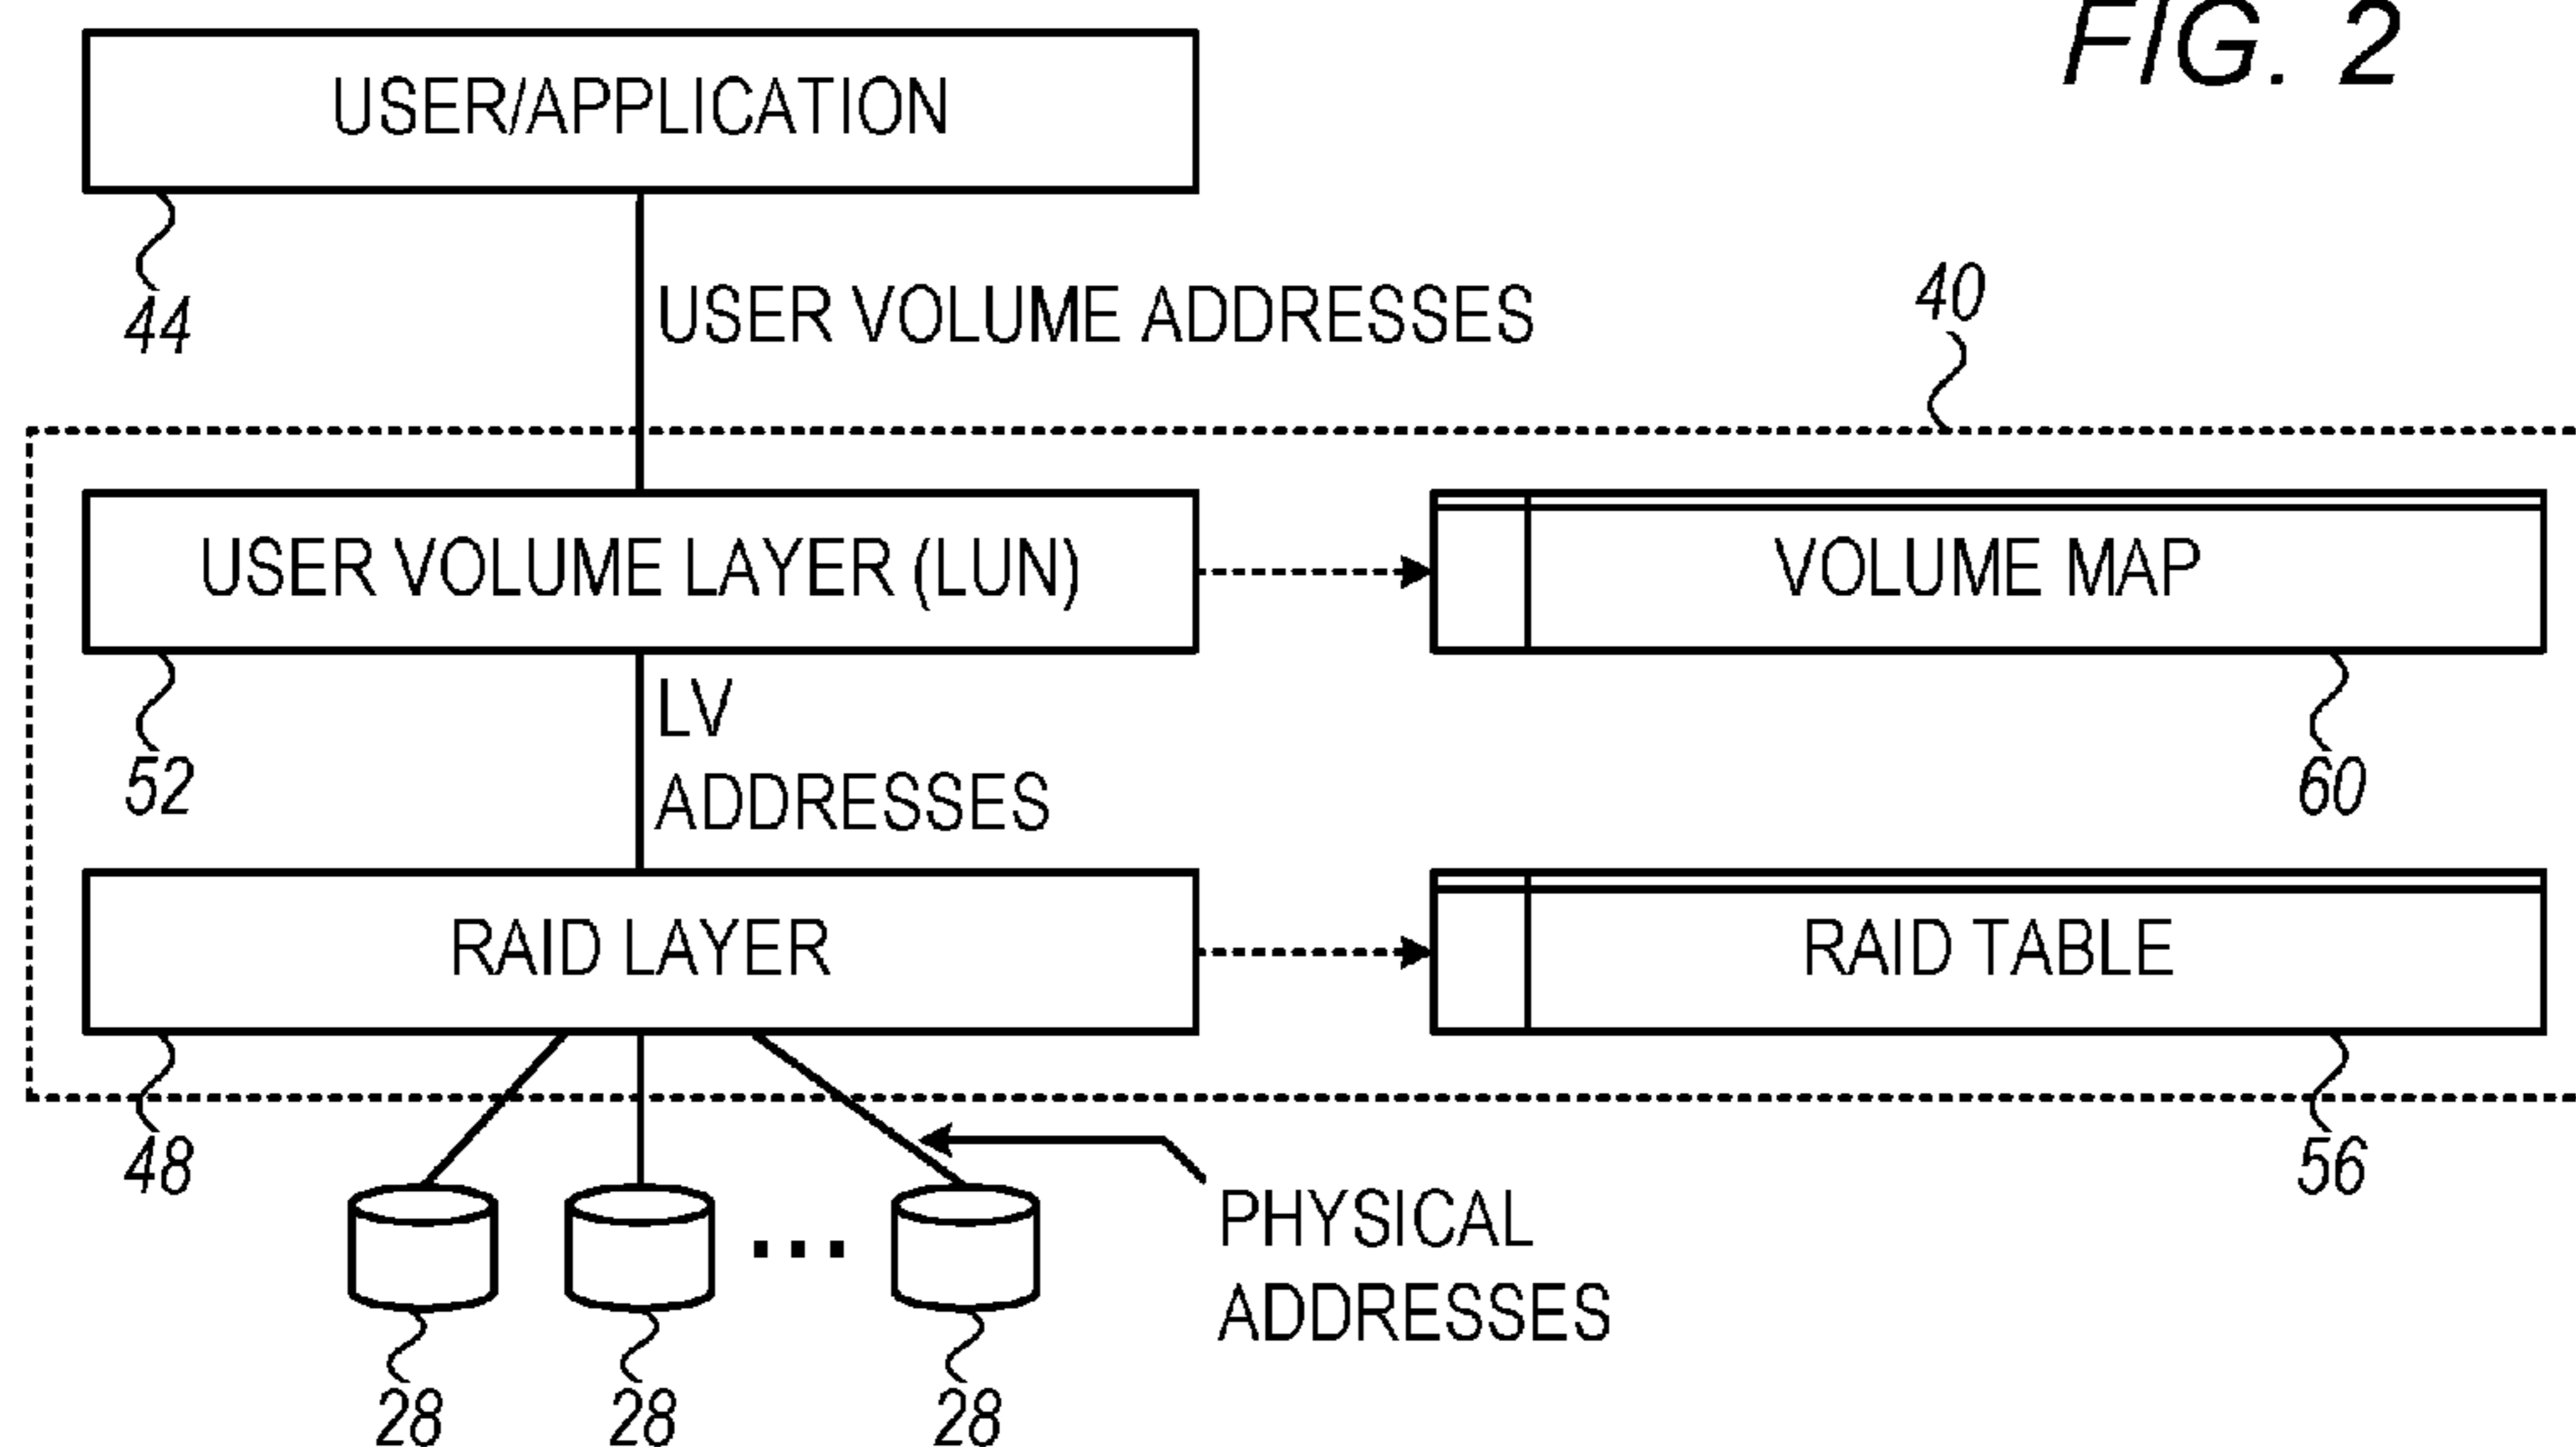 FIG. 2
USER/APPLICATION
44
USER VOLUME ADDRESSES
40
USER VOLUME LAYER (LUN)
VOLUME MAP
52
LV
ADDRESSES
60
RAID LAYER
RAID TABLE
48
56
PHYSICAL
ADDRESSES
28
28
28